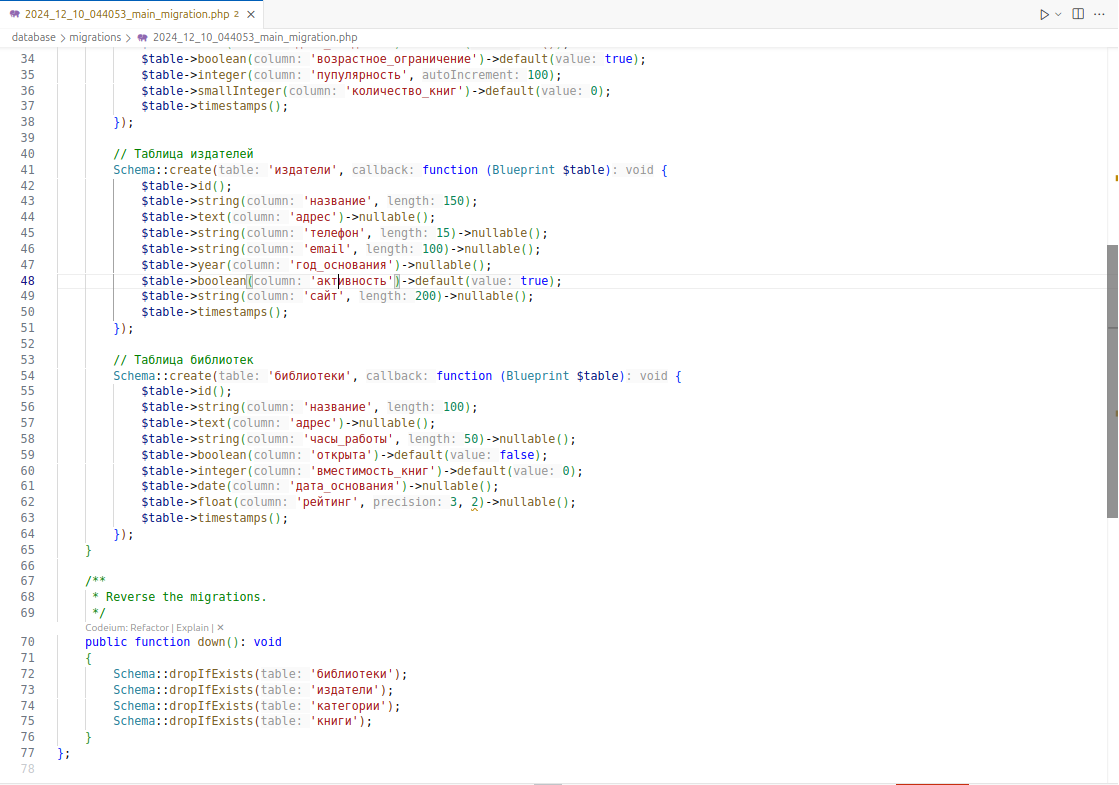 2024_12_10_044053_main_migration.php 2
database > migrations > 2024_12_10_044053_main_migration.php
34 $table->boolean(column: 'возрастное_ограничение')->default(value: true);
35 $table->integer(column: 'пупулярность', autoIncrement: 100);
36 $table->smallInteger(column: 'количество_книг')->default(value: 0);
37 $table->timestamps();
38 });
39
40 // Таблица издателей
41 Schema::create(table: 'издатели', callback: function (Blueprint $table): void {
42 $table->id();
43 $table->string(column: 'название', length: 150);
44 $table->text(column: 'адрес')->nullable();
45 $table->string(column: 'телефон', length: 15)->nullable();
46 $table->string(column: 'email', length: 100)->nullable();
47 $table->year(column: 'год_основания')->nullable();
48 $table->boolean(column: 'активность')->default(value: true);
49 $table->string(column: 'сайт', length: 200)->nullable();
50 $table->timestamps();
51 });
52
53 // Таблица библиотек
54 Schema::create(table: 'библиотеки', callback: function (Blueprint $table): void {
55 $table->id();
56 $table->string(column: 'название', length: 100);
57 $table->text(column: 'адрес')->nullable();
58 $table->string(column: 'часы_работы', length: 50)->nullable();
59 $table->boolean(column: 'открыта')->default(value: false);
60 $table->integer(column: 'вместимость_книг')->default(value: 0);
61 $table->date(column: 'дата_основания')->nullable();
62 $table->float(column: 'рейтинг', precision: 3, 2)->nullable();
63 $table->timestamps();
64 });
65 }
66
67 /**
68 * Reverse the migrations.
69 */
Codeium: Refactor | Explain | ×
70 public function down(): void
71 {
72 Schema::dropIfExists(table: 'библиотеки');
73 Schema::dropIfExists(table: 'издатели');
74 Schema::dropIfExists(table: 'категории');
75 Schema::dropIfExists(table: 'книги');
76 }
77 };
78